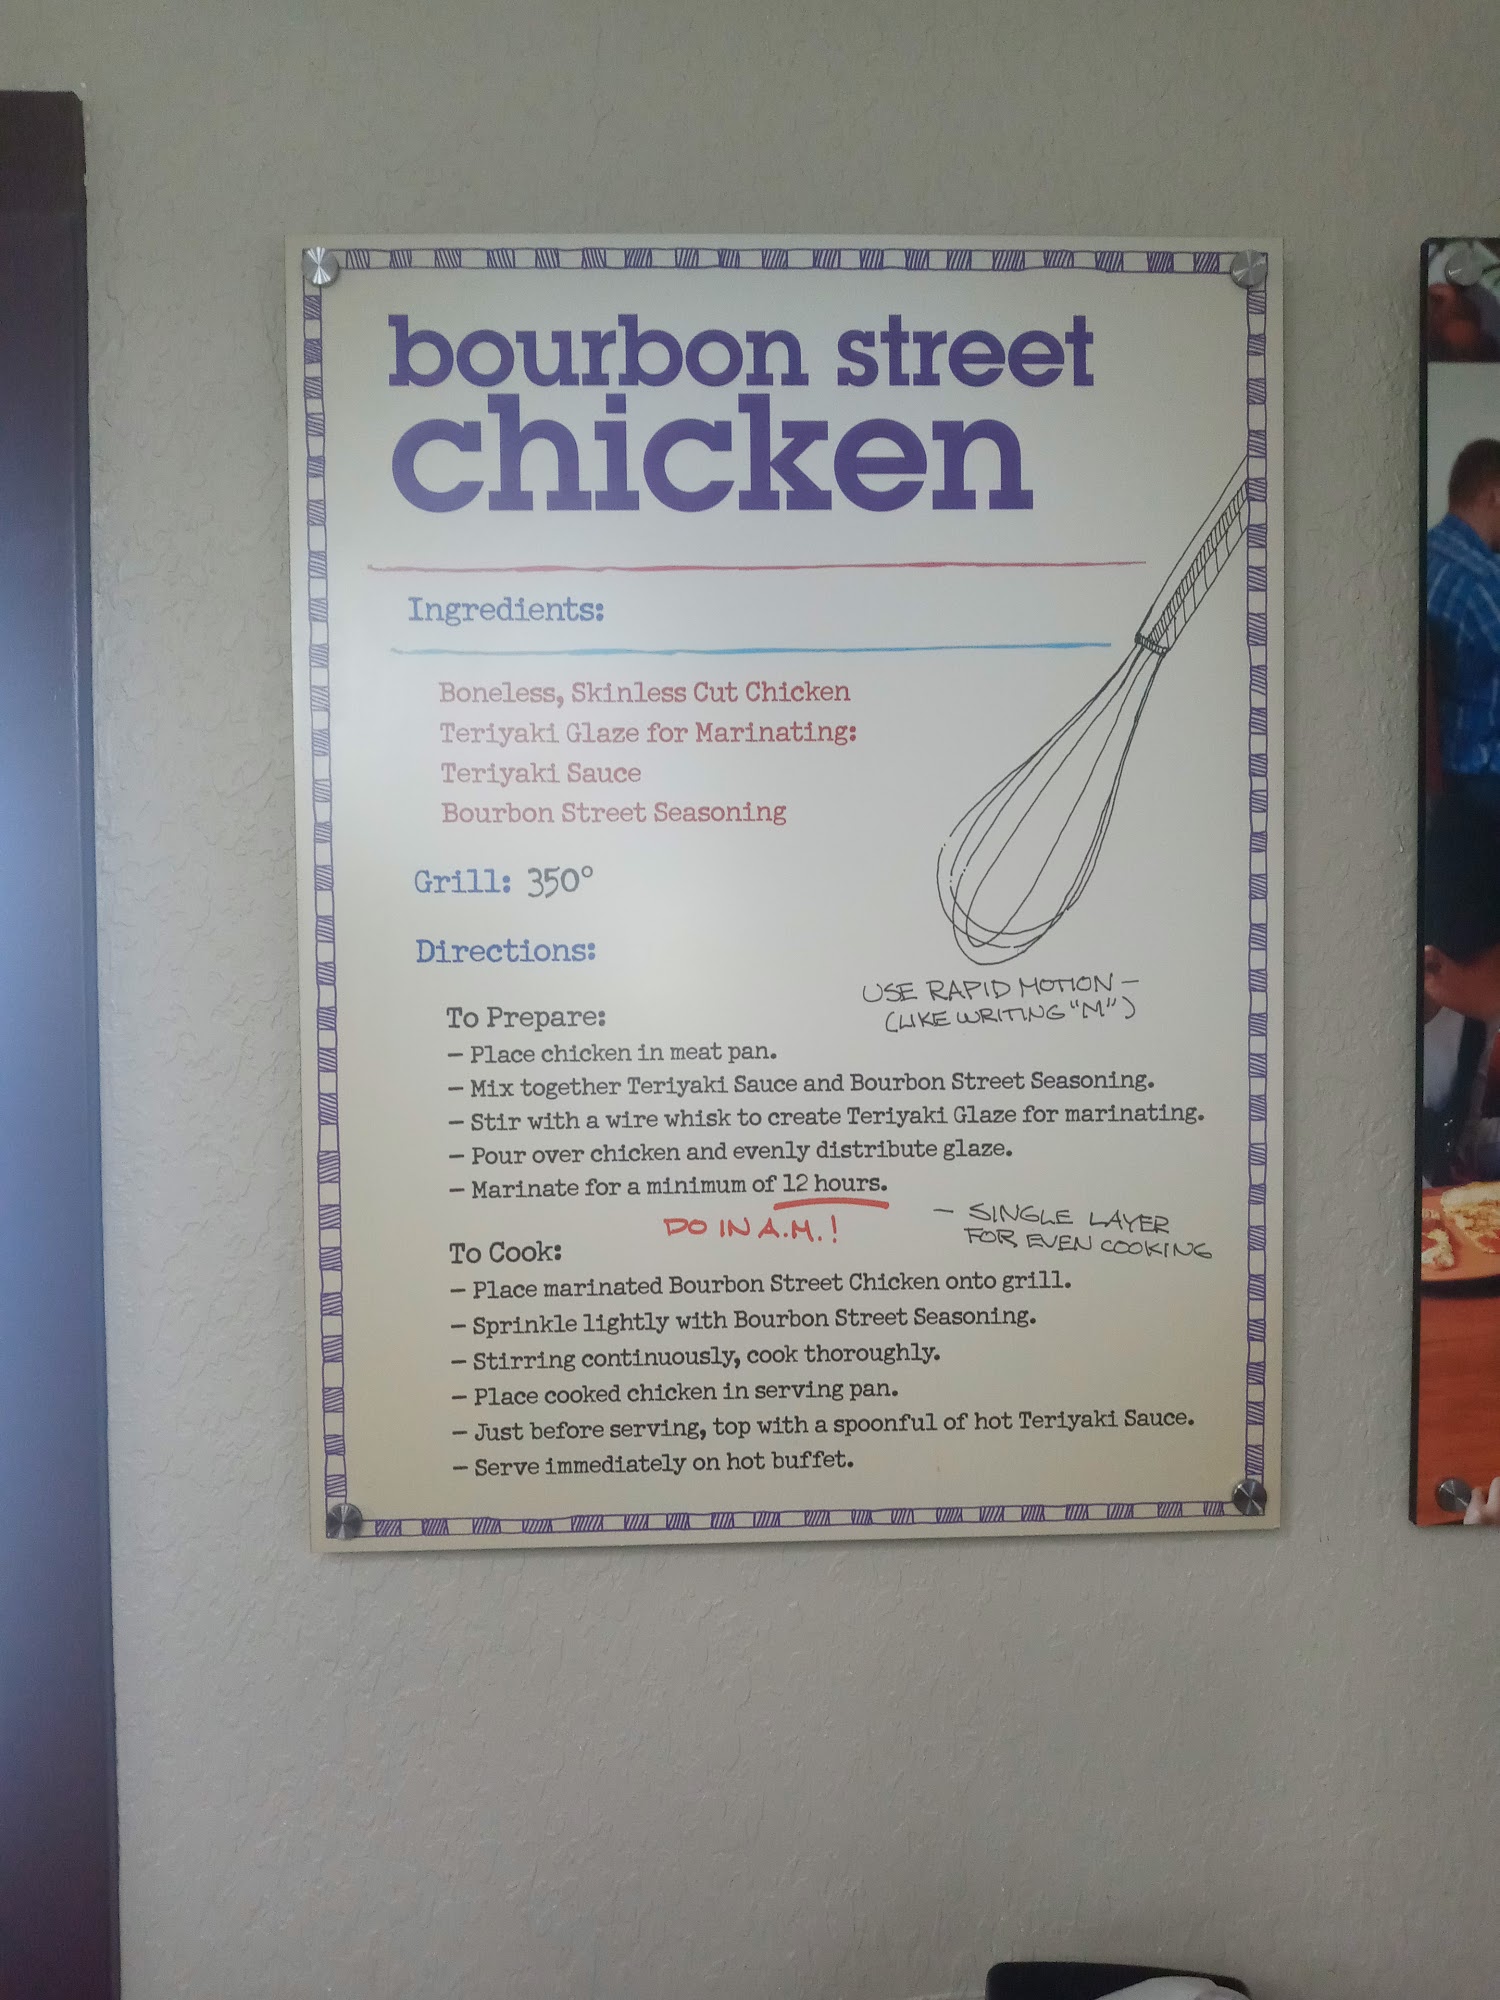 bourbon street
chicken
Ingredients:
Boneless, Skinless Cut Chicken
Teriyaki Glaze for Marinating:
Teriyaki Sauce
Bourbon Street Seasoning
Grill: 350°
Directions:
USE RAPID MOTION —
(LIKE WRITING "M")
To Prepare:
— Place chicken in meat pan.
— Mix together Teriyaki Sauce and Bourbon Street Seasoning.
— Stir with a wire whisk to create Teriyaki Glaze for marinating.
— Pour over chicken and evenly distribute glaze.
— Marinate for a minimum of 12 hours.
DO IN A.M.!
— SINGLE LAYER
FOR EVEN COOKING
To Cook:
— Place marinated Bourbon Street Chicken onto grill.
— Sprinkle lightly with Bourbon Street Seasoning.
— Stirring continuously, cook thoroughly.
— Place cooked chicken in serving pan.
— Just before serving, top with a spoonful of hot Teriyaki Sauce.
— Serve immediately on hot buffet.